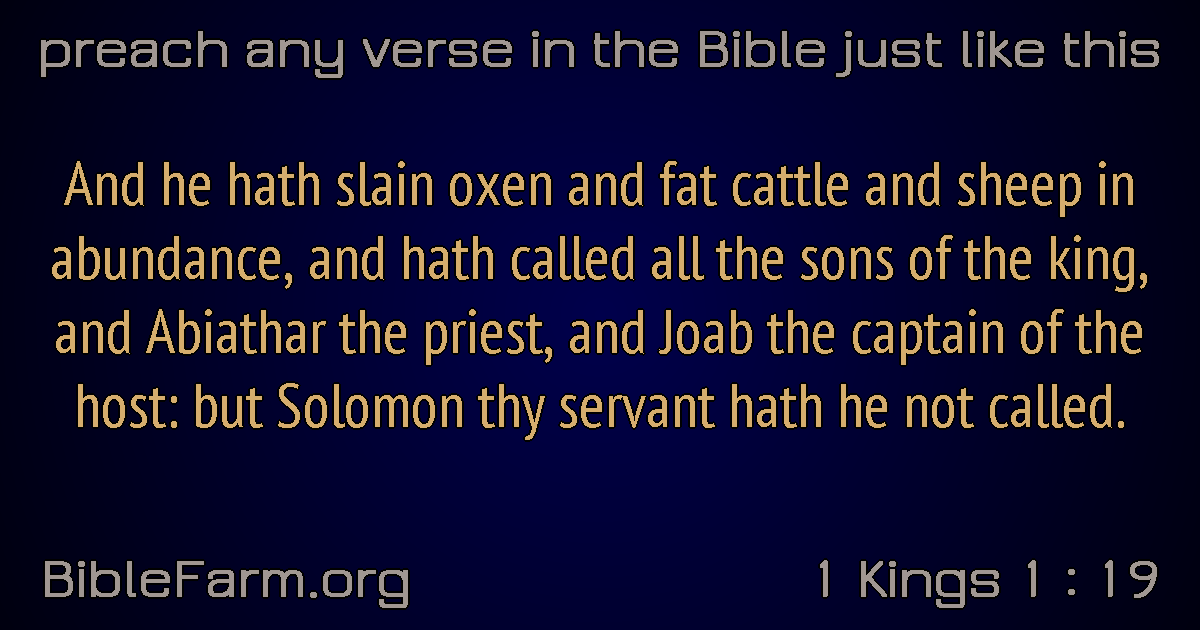 preach any verse in the Bible just like this
And he hath slain oxen and fat cattle and sheep in
abundance, and hath called all the sons of the king,
and Abiathar the priest, and Joab the captain of the
host: but Solomon thy servant hath he not called.
BibleFarm.org
1 Kings 1 : 19